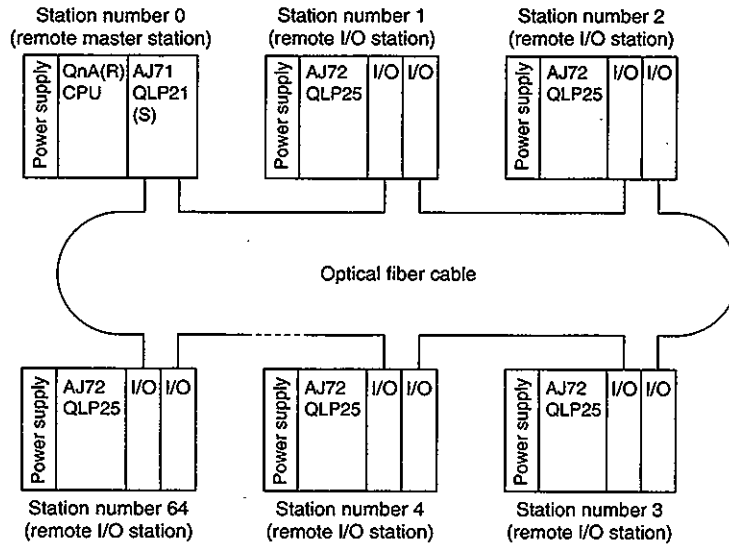 Station number 0
(remote master station)
Power supply
QnA(R)
CPU
AJ71
QLP21
(S)
Station number 1
(remote I/O station)
Power supply
AJ72
QLP25
I/O
I/O
Station number 2
(remote I/O station)
Power supply
AJ72
QLP25
I/O
I/O
Optical fiber cable
Power supply
AJ72
QLP25
I/O
I/O
Station number 64
(remote I/O station)
Power supply
AJ72
QLP25
I/O
I/O
Station number 4
(remote I/O station)
Power supply
AJ72
QLP25
I/O
I/O
Station number 3
(remote I/O station)